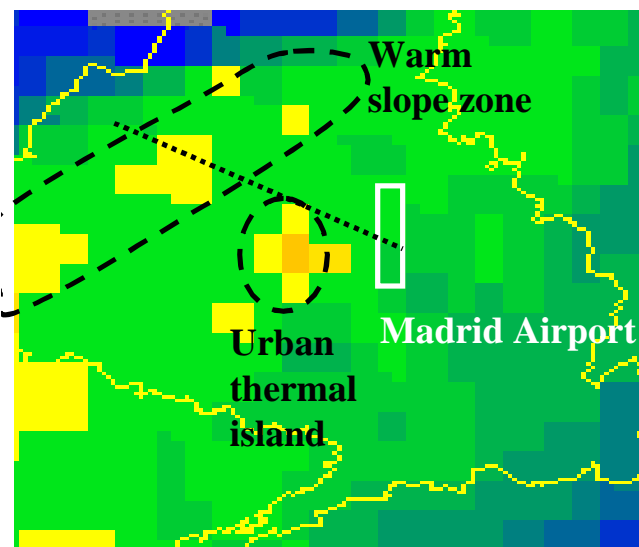 Warm
slope zone
Madrid Airport
Urban
thermal
island